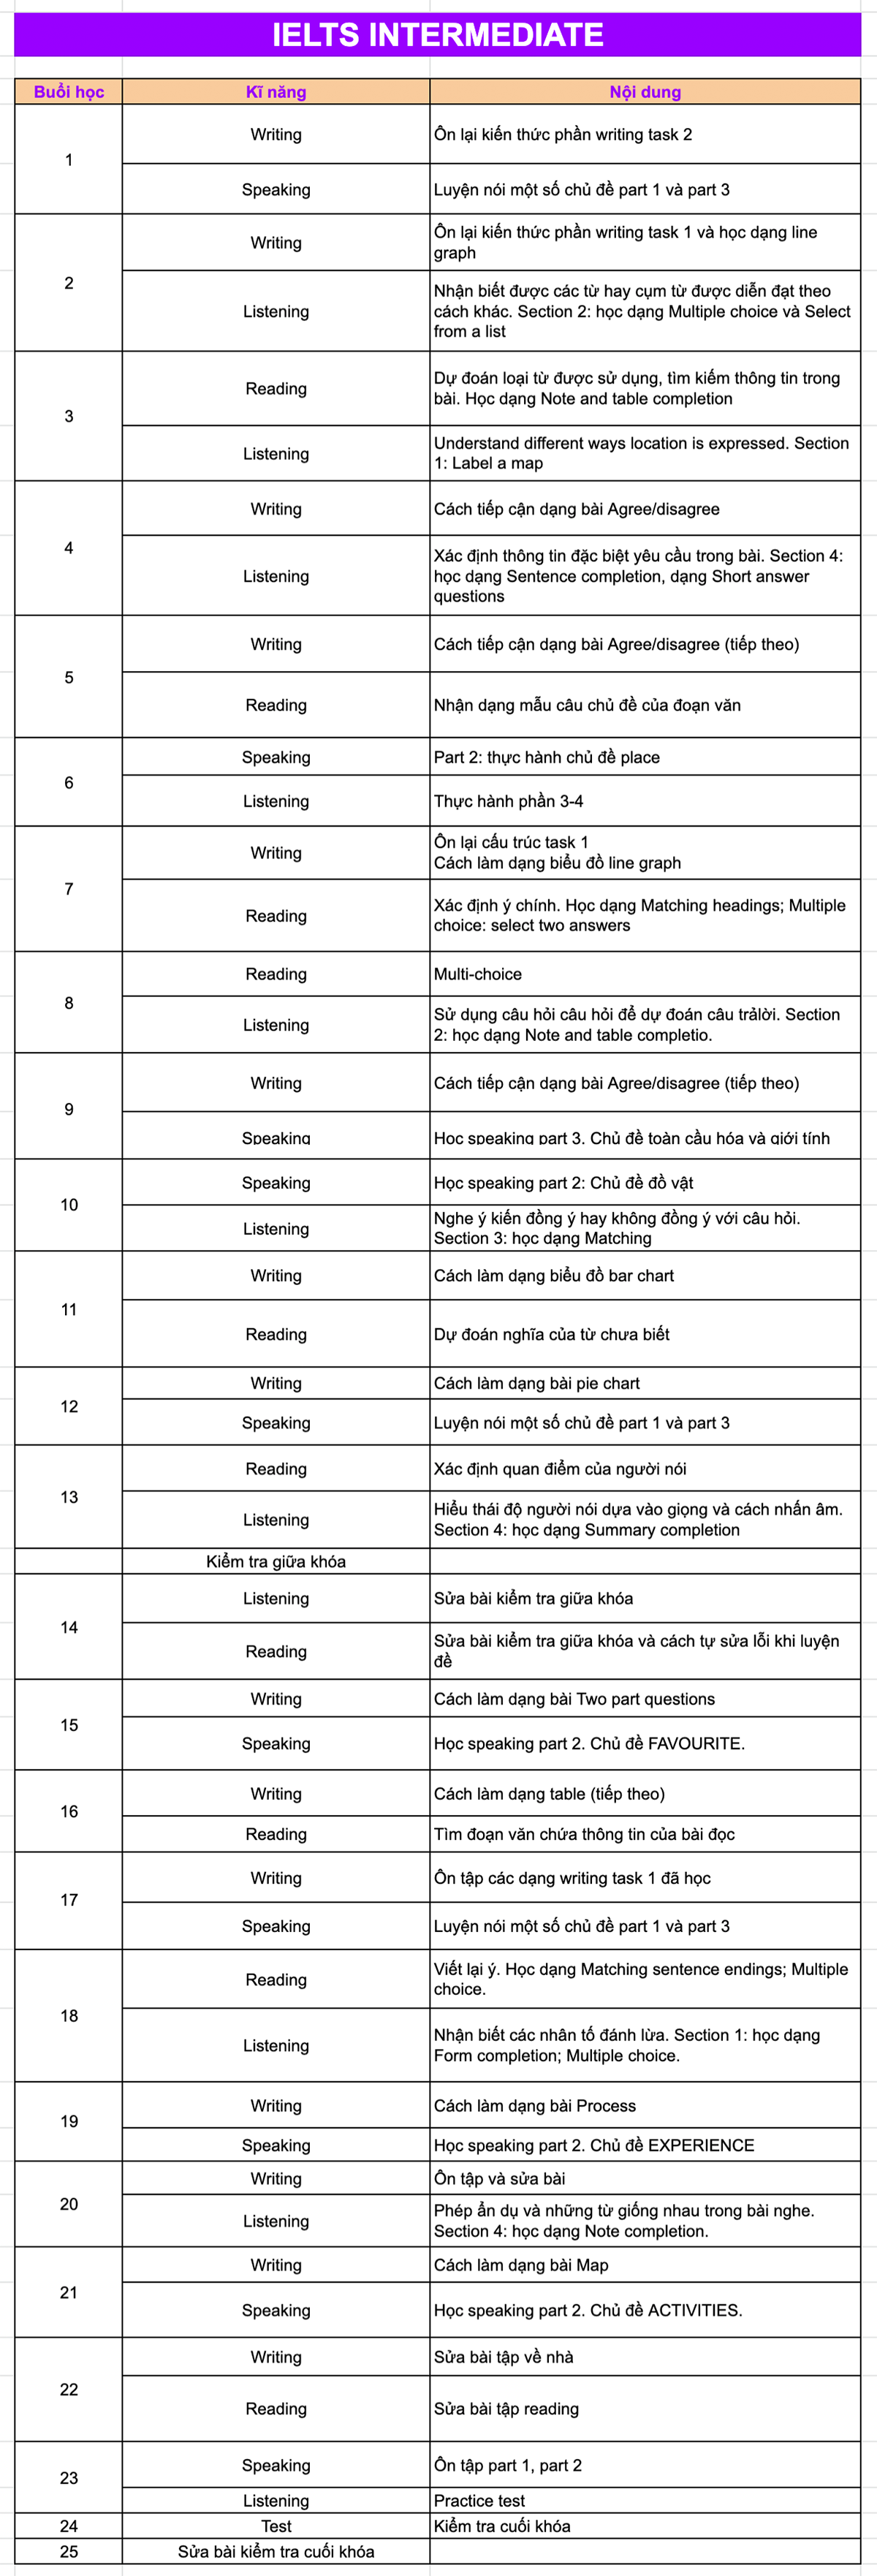 IELTS INTERMEDIATE
Buổi học Kĩ năng Nội dung
1
Writing Ôn lại kiến thức phần writing task 2
Speaking Luyện nói một số chủ đề part 1 và part 3
2
Writing Ôn lại kiến thức phần writing task 1 và học dạng line
graph
Listening Nhận biết được các từ hay cụm từ được diễn đạt theo
cách khác. Section 2: học dạng Multiple choice và Select
from a list
3
Reading Dự đoán loại từ được sử dụng, tìm kiếm thông tin trong
bài. Học dạng Note and table completion
Listening Understand different ways location is expressed. Section
1: Label a map
4
Writing Cách tiếp cận dạng bài Agree/disagree
Listening Xác định thông tin đặc biệt yêu cầu trong bài. Section 4:
học dạng Sentence completion, dạng Short answer
questions
5
Writing Cách tiếp cận dạng bài Agree/disagree (tiếp theo)
Reading Nhận dạng mẫu câu chủ đề của đoạn văn
6
Speaking Part 2: thực hành chủ đề place
Listening Thực hành phần 3-4
7
Writing Ôn lại cấu trúc task 1
Cách làm dạng biểu đồ line graph
Reading Xác định ý chính. Học dạng Matching headings; Multiple
choice: select two answers
8
Reading Multi-choice
Listening Sử dụng câu hỏi câu hỏi để dự đoán câu trảlời. Section
2: học dạng Note and table completio.
9
Writing Cách tiếp cận dạng bài Agree/disagree (tiếp theo)
Speaking Học speaking part 3. Chủ đề toàn cầu hóa và giới tính
10
Speaking Học speaking part 2: Chủ đề đồ vật
Listening Nghe ý kiến đồng ý hay không đồng ý với câu hỏi.
Section 3: học dạng Matching
11
Writing Cách làm dạng biểu đồ bar chart
Reading Dự đoán nghĩa của từ chưa biết
12
Writing Cách làm dạng bài pie chart
Speaking Luyện nói một số chủ đề part 1 và part 3
13
Reading Xác định quan điểm của người nói
Listening Hiểu thái độ người nói dựa vào giọng và cách nhấn âm.
Section 4: học dạng Summary completion
Kiểm tra giữa khóa
14
Listening Sửa bài kiểm tra giữa khóa
Reading Sửa bài kiểm tra giữa khóa và cách tự sửa lỗi khi luyện
đề
15
Writing Cách làm dạng bài Two part questions
Speaking Học speaking part 2. Chủ đề FAVOURITE.
16
Writing Cách làm dạng table (tiếp theo)
Reading Tìm đoạn văn chứa thông tin của bài đọc
17
Writing Ôn tập các dạng writing task 1 đã học
Speaking Luyện nói một số chủ đề part 1 và part 3
18
Reading Viết lại ý. Học dạng Matching sentence endings; Multiple
choice.
Listening Nhận biết các nhân tố đánh lừa. Section 1: học dạng
Form completion; Multiple choice.
19
Writing Cách làm dạng bài Process
Speaking Học speaking part 2. Chủ đề EXPERIENCE
20
Writing Ôn tập và sửa bài
Listening Phép ẩn dụ và những từ giống nhau trong bài nghe.
Section 4: học dạng Note completion.
21
Writing Cách làm dạng bài Map
Speaking Học speaking part 2. Chủ đề ACTIVITIES.
22
Writing Sửa bài tập về nhà
Reading Sửa bài tập reading
23
Speaking Ôn tập part 1, part 2
Listening Practice test
24 Test Kiểm tra cuối khóa
25 Sửa bài kiểm tra cuối khóa